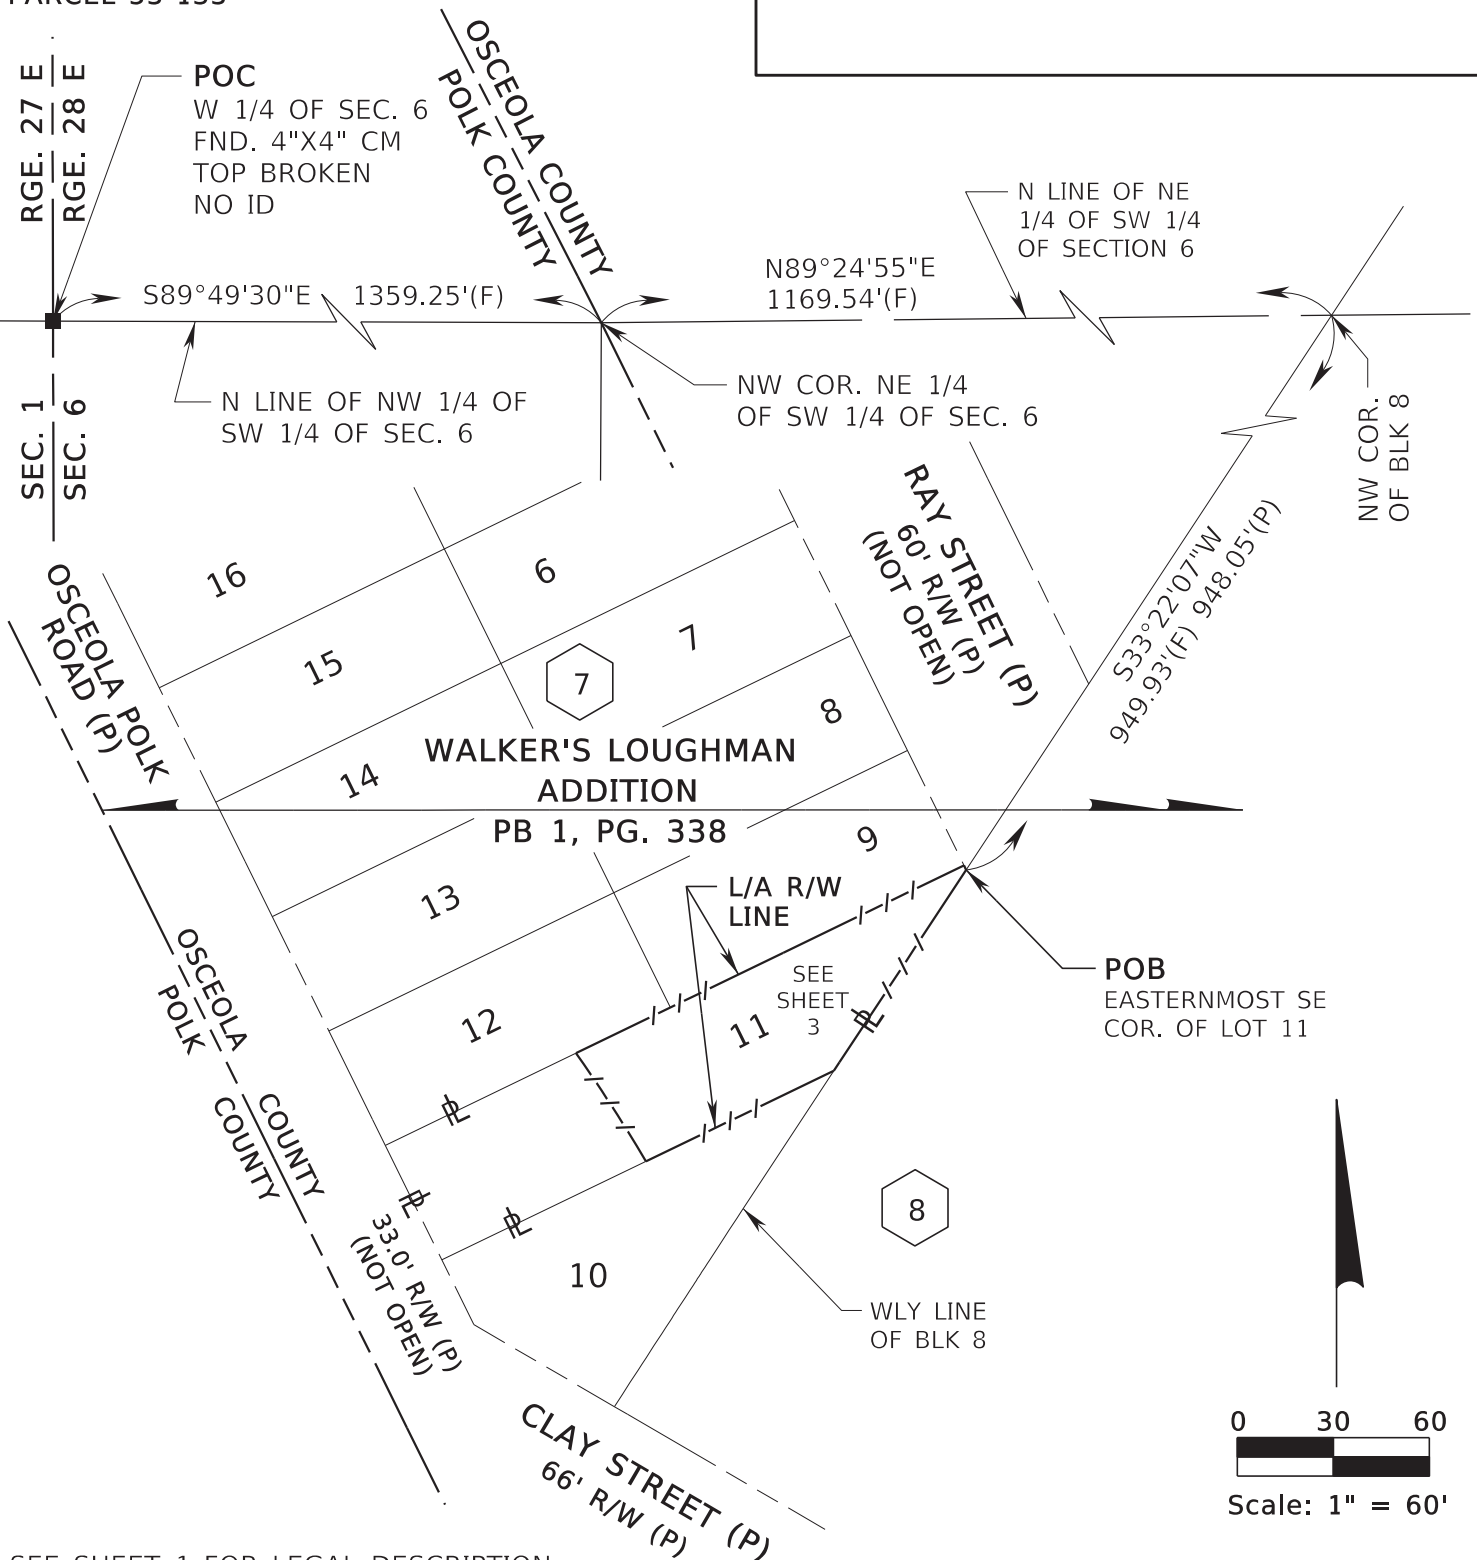 POC
W 1/4 OF SEC. 6
FND. 4"X4" CM
TOP BROKEN
NO ID
RGE. 27 E
RGE. 28 E
OSCEOLA COUNTY
POLK COUNTY
N LINE OF NE
1/4 OF SW 1/4
OF SECTION 6
S89°49'30"E
1359.25'(F)
N89°24'55"E
1169.54'(F)
N LINE OF NW 1/4 OF
SW 1/4 OF SEC. 6
NW COR. NE 1/4
OF SW 1/4 OF SEC. 6
SEC. 1
SEC. 6
NW COR.
OF BLK 8
RAY STREET (P)
60' R/W (P)
(NOT OPEN)
S33°22'07"W
949.93'(F) 948.05'(P)
OSCEOLA POLK
ROAD (P)
16
6
15
7
7
8
14
WALKER'S LOUGHMAN
ADDITION
PB 1, PG. 338
9
13
L/A R/W
LINE
SEE
SHEET
3
11
12
POB
EASTERNMOST SE
COR. OF LOT 11
OSCEOLA
POLK
COUNTY
COUNTY
33.0' R/W (P)
(NOT OPEN)
10
8
WLY LINE
OF BLK 8
CLAY STREET (P)
66' R/W (P)
0 30 60
Scale: 1" = 60'
SEE SHEET 1 FOR LEGAL DESCRIPTION